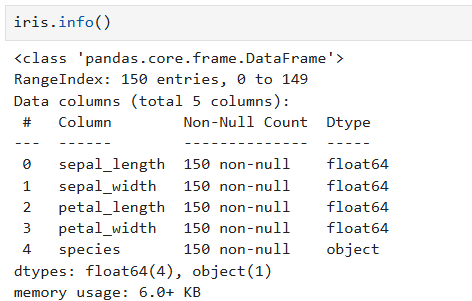 iris.info()
<class 'pandas.core.frame.DataFrame'>
RangeIndex: 150 entries, 0 to 149
Data columns (total 5 columns):
 #   Column        Non-Null Count  Dtype
---  ------        --------------  -----
 0   sepal_length  150 non-null    float64
 1   sepal_width   150 non-null    float64
 2   petal_length  150 non-null    float64
 3   petal_width   150 non-null    float64
 4   species       150 non-null    object
dtypes: float64(4), object(1)
memory usage: 6.0+ KB